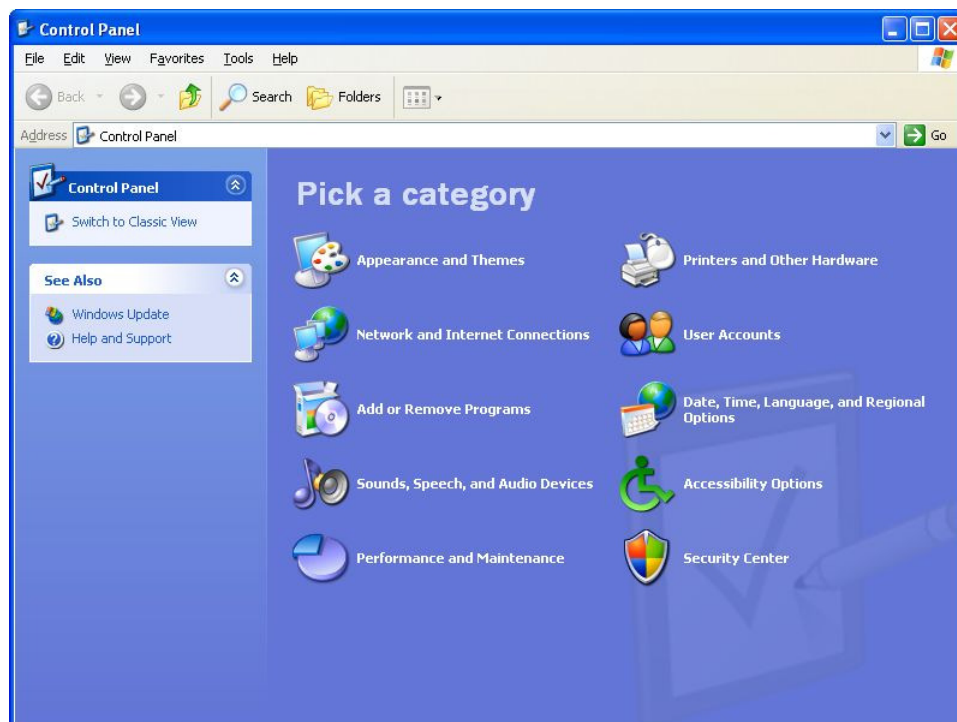 Control Panel
File Edit View Favorites Tools Help
Back Search Folders
Address Control Panel Go
Control Panel
Switch to Classic View
See Also
Windows Update
Help and Support
Pick a category
Appearance and Themes
Printers and Other Hardware
Network and Internet Connections
User Accounts
Add or Remove Programs
Date, Time, Language, and Regional
Options
Sounds, Speech, and Audio Devices
Accessibility Options
Performance and Maintenance
Security Center